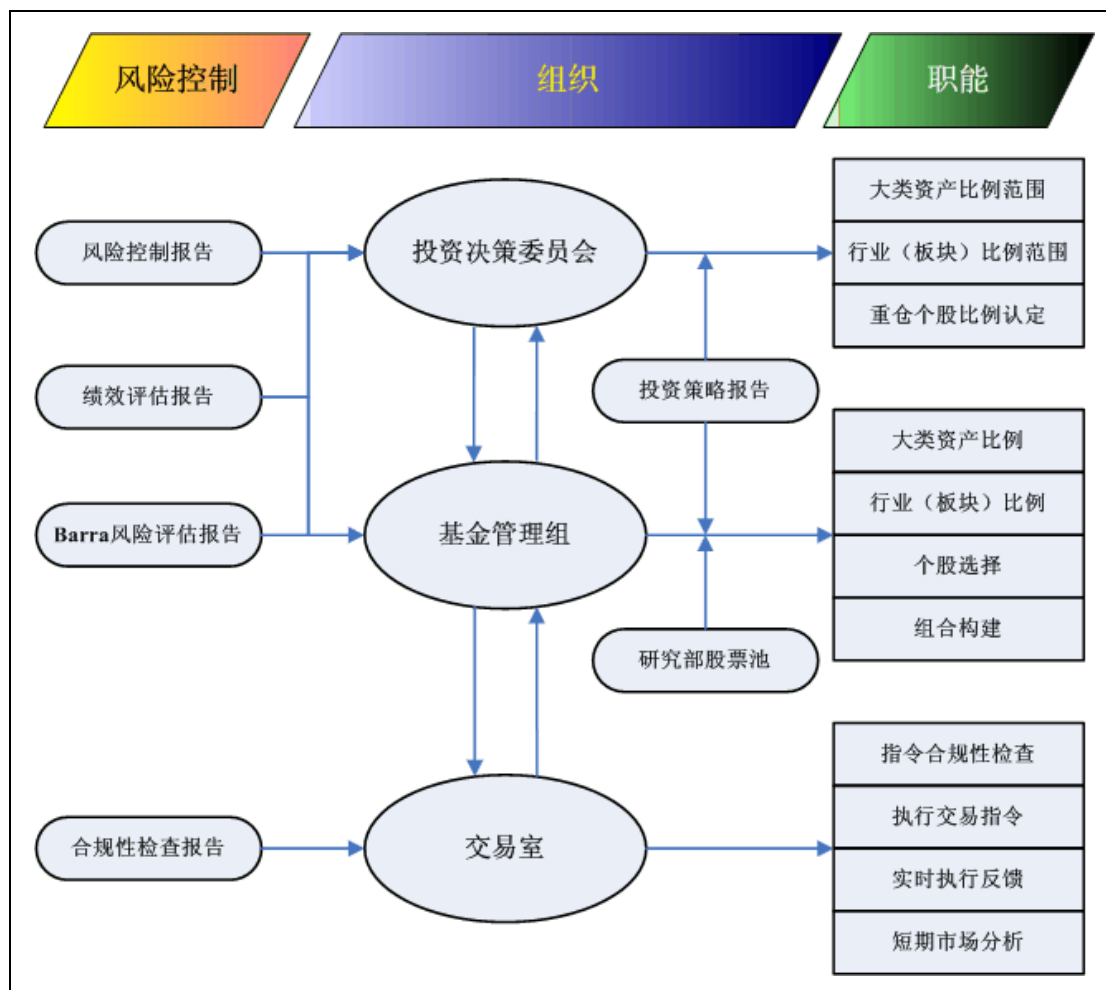 风险控制
组织
职能
大类资产比例范围
风险控制报告
投资决策委员会
行业（板块）比例范围
重仓个股比例认定
绩效评估报告
投资策略报告
大类资产比例
行业（板块）比例
Barra风险评估报告
基金管理组
个股选择
组合构建
研究部股票池
指令合规性检查
执行交易指令
合规性检查报告
交易室
实时执行反馈
短期市场分析